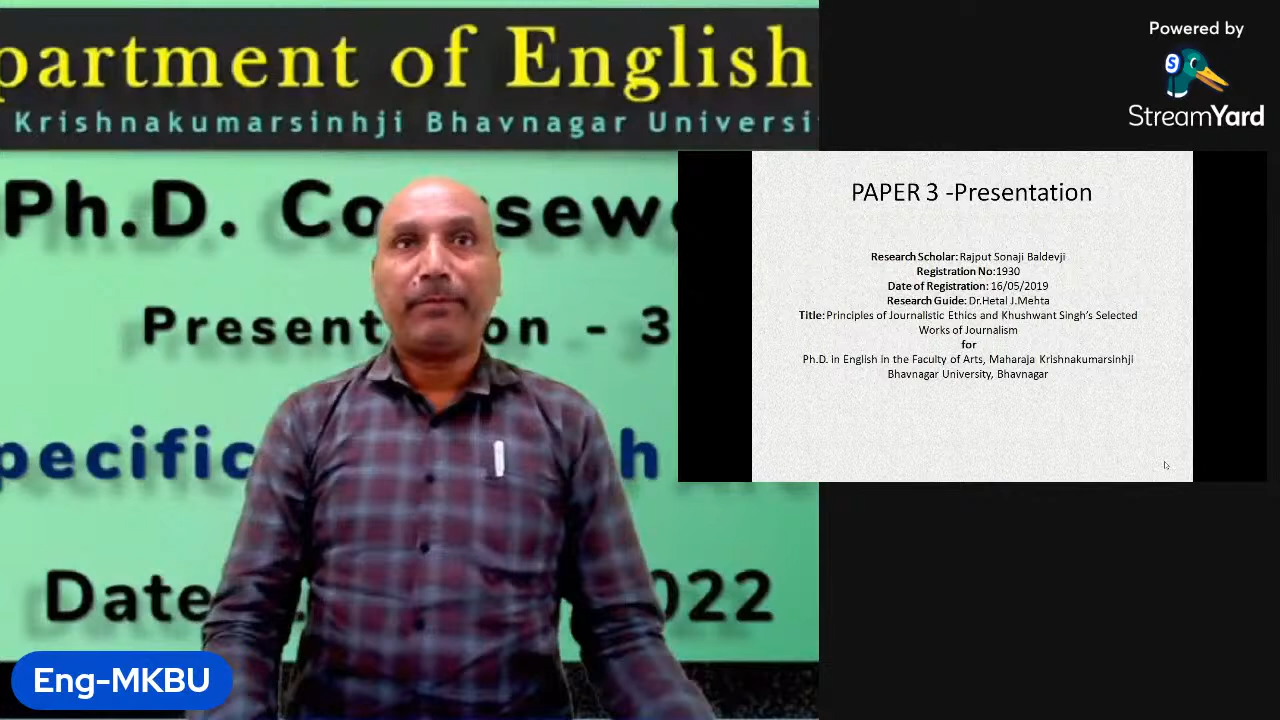 partment of English
Krishnakumarsinhji Bhavnagar Universi
Ph.D. Co sew
Present on - 3
pecific h
Date 022
Eng-MKBU
Powered by
StreamYard
PAPER 3 -Presentation
Research Scholar: Rajput Sonaji Baldevji
Registration No:1930
Date of Registration: 16/05/2019
Research Guide: Dr.Hetal J.Mehta
Title: Principles of Journalistic Ethics and Khushwant Singh's Selected
Works of Journalism
for
Ph.D. in English in the Faculty of Arts, Maharaja Krishnakumarsinhji
Bhavnagar University, Bhavnagar